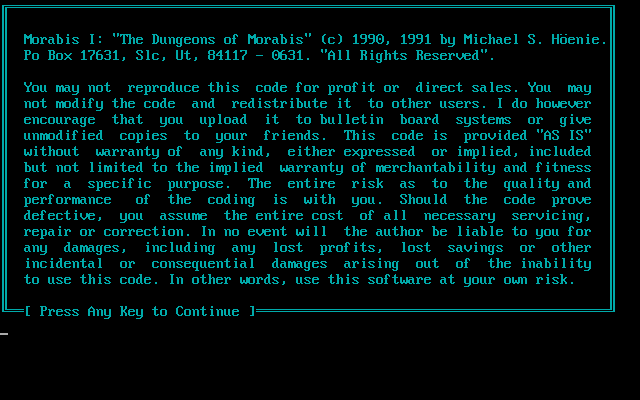 Morabis I: "The Dungeons of Morabis" (c) 1990, 1991 by Michael S. Höenie.
Po Box 17631, Slc, Ut, 84117 - 0631. "All Rights Reserved".
You may not reproduce this code for profit or direct sales. You may
not modify the code and redistribute it to other users. I do however
encourage that you upload it to bulletin board systems or give
unmodified copies to your friends. This code is provided "AS IS"
without warranty of any kind, either expressed or implied, included
but not limited to the implied warranty of merchantability and fitness
for a specific purpose. The entire risk as to the quality and
performance of the coding is with you. Should the code prove
defective, you assume the entire cost of all necessary servicing,
repair or correction. In no event will the author be liable to you for
any damages, including any lost profits, lost savings or other
incidental or consequential damages arising out of the inability
to use this code. In other words, use this software at your own risk.
[ Press Any Key to Continue ]